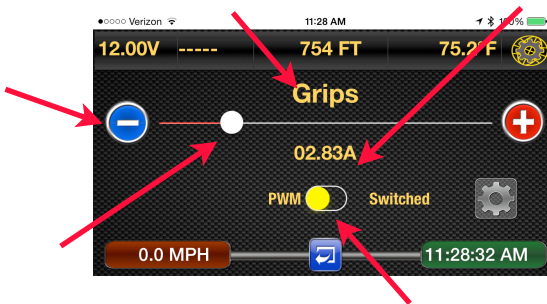 Verizon 11:28 AM 100%
12.00V ----- 754 FT 75.2°F
Grips
02.83A
PWM Switched
0.0 MPH 11:28:32 AM